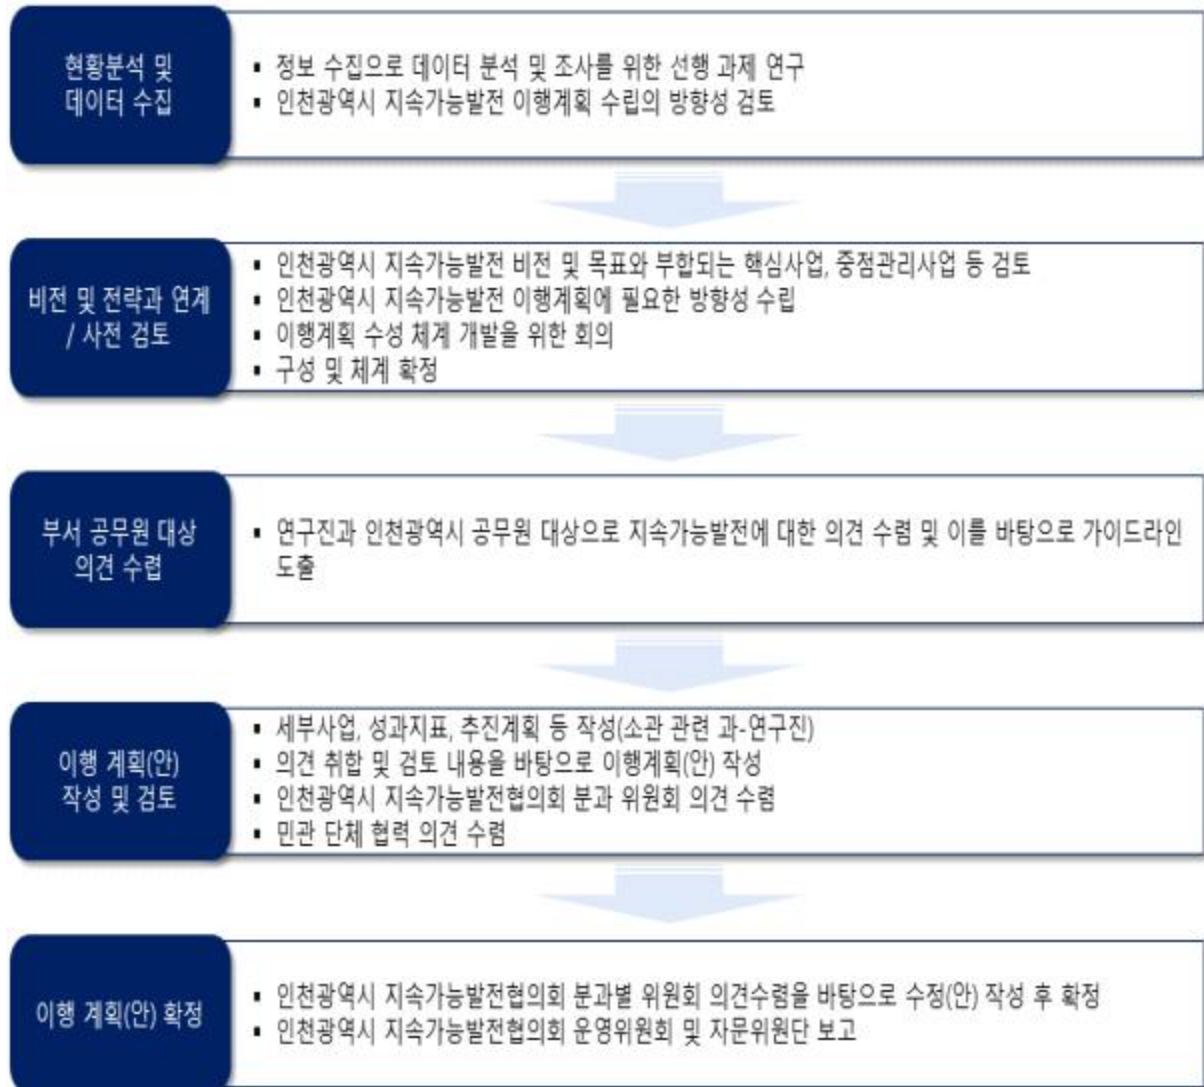 현황분석 및
데이터 수집
▪ 정보 수집으로 데이터 분석 및 조사를 위한 선행 과제 연구
▪ 인천광역시 지속가능발전 이행계획 수립의 방향성 검토
비전 및 전략과 연계
/ 사전 검토
▪ 인천광역시 지속가능발전 비전 및 목표와 부합되는 핵심사업, 중점관리사업 등 검토
▪ 인천광역시 지속가능발전 이행계획에 필요한 방향성 수립
▪ 이행계획 수성 체계 개발을 위한 회의
▪ 구성 및 체계 확정
부서 공무원 대상
의견 수렵
▪ 연구진과 인천광역시 공무원 대상으로 지속가능발전에 대한 의견 수렴 및 이를 바탕으로 가이드라인
도출
이행 계획(안)
작성 및 검토
▪ 세부사업, 성과지표, 추진계획 등 작성(소관 관련 과-연구진)
▪ 의견 취합 및 검토 내용을 바탕으로 이행계획(안) 작성
▪ 인천광역시 지속가능발전협의회 분과 위원회 의견 수렴
▪ 민관 단체 협력 의견 수렴
이행 계획(안) 확정
▪ 인천광역시 지속가능발전협의회 분과별 위원회 의견수렴을 바탕으로 수정(안) 작성 후 확정
▪ 인천광역시 지속가능발전협의회 운영위원회 및 자문위원단 보고